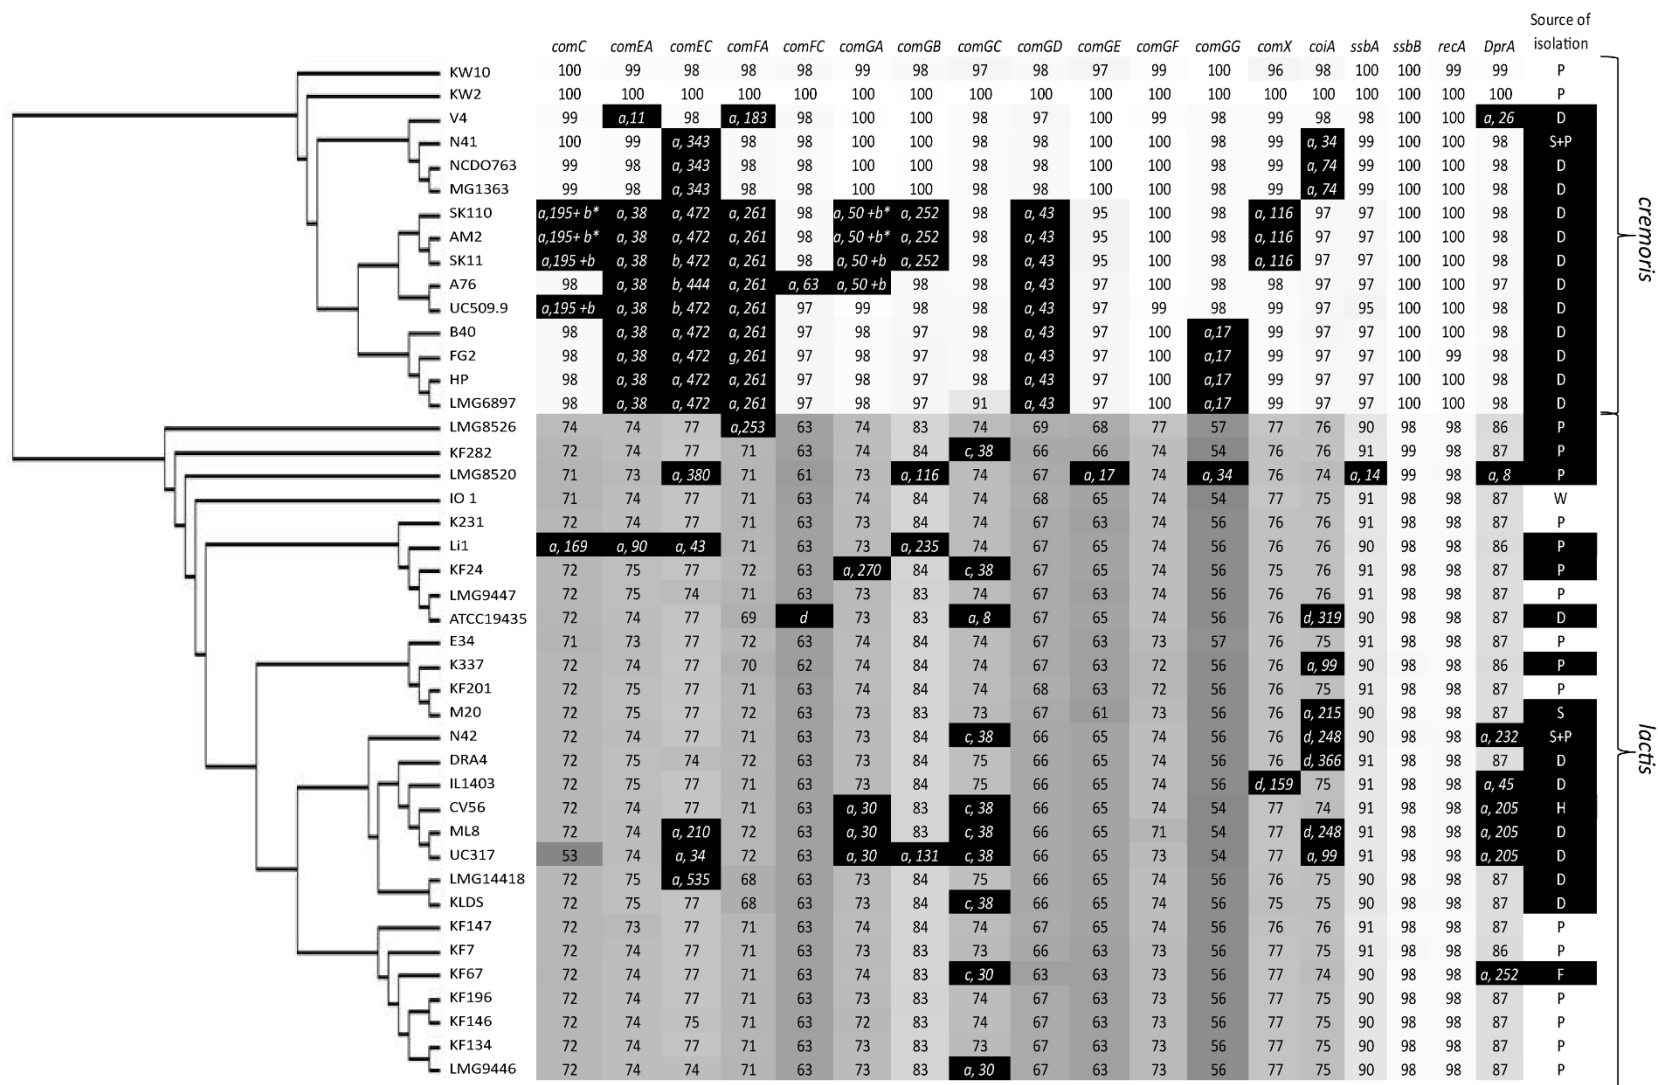 Source of
comC comEA comEC comFA comFC comGA comGB comGC comGD comGE comGF comGG comX coiA ssbA ssbB recA DprA isolation
KW10 100 99 98 98 98 99 98 97 98 97 99 100 96 98 100 100 99 99 P
KW2 100 100 100 100 100 100 100 100 100 100 100 100 100 100 100 100 100 100 P
V4 99 a,11 98 a, 183 98 100 100 98 97 100 99 98 99 98 98 100 100 a, 26 D
N41 100 99 a, 343 98 98 100 100 98 98 100 100 98 99 a, 34 99 100 100 98 S+P
NCDO763 99 98 a, 343 98 98 100 100 98 98 100 100 98 99 a, 74 99 100 100 98 D
MG1363 99 98 a, 343 98 98 100 100 98 98 100 100 98 99 a, 74 99 100 100 98 D
SK110 a,195+ b* a, 38 a, 472 a, 261 98 a, 50 +b* a, 252 98 a, 43 95 100 98 a, 116 97 97 100 100 98 D
AM2 a,195+ b* a, 38 a, 472 a, 261 98 a, 50 +b* a, 252 98 a, 43 95 100 98 a, 116 97 97 100 100 98 D
SK11 a,195 +b a, 38 b, 472 a, 261 98 a, 50 +b a, 252 98 a, 43 95 100 98 a, 116 97 97 100 100 98 D
A76 98 a, 38 b, 444 a, 261 a, 63 a, 50 +b 98 98 a, 43 97 100 98 98 97 97 100 100 97 D
UC509.9 a,195 +b a, 38 b, 472 a, 261 97 99 98 98 a, 43 97 99 98 99 97 95 100 100 98 D
B40 98 a, 38 a, 472 a, 261 97 98 97 98 a, 43 97 100 a,17 99 97 97 100 100 98 D
FG2 98 a, 38 a, 472 g, 261 97 98 97 98 a, 43 97 100 a,17 99 97 97 100 99 98 D
HP 98 a, 38 a, 472 a, 261 97 98 97 98 a, 43 97 100 a,17 99 97 97 100 100 98 D
LMG6897 98 a, 38 a, 472 a, 261 97 98 97 91 a, 43 97 100 a,17 99 97 97 100 100 98 D
cremoris
LMG8526 74 74 77 a,253 63 74 83 74 69 68 77 57 77 76 90 98 98 86 P
KF282 72 74 77 71 63 74 84 c, 38 66 66 74 54 76 76 91 99 98 87 P
LMG8520 71 73 a, 380 71 61 73 a, 116 74 67 a, 17 74 a, 34 76 74 a, 14 99 98 a, 8 P
IO 1 71 74 77 71 63 74 84 74 68 65 74 54 77 75 91 98 98 87 W
K231 72 74 77 71 63 73 84 74 67 63 74 56 76 76 91 98 98 87 P
Li1 a, 169 a, 90 a, 43 71 63 73 a, 235 74 67 65 74 56 76 76 90 98 98 86 P
KF24 72 75 77 72 63 a, 270 84 c, 38 67 65 74 56 75 76 91 98 98 87 P
LMG9447 72 75 74 71 63 73 83 74 67 65 74 56 76 76 91 98 98 87 P
ATCC19435 72 74 77 69 d 73 83 a, 8 67 65 74 56 76 d, 319 90 98 98 87 D
E34 71 73 77 72 63 74 84 74 67 63 73 57 76 75 91 98 98 87 P
K337 72 74 77 70 62 74 84 74 67 63 72 56 76 a, 99 90 98 98 86 P
KF201 72 75 77 71 63 74 84 74 68 63 72 56 76 75 91 98 98 87 P
M20 72 75 77 72 63 73 83 73 67 61 73 56 76 a, 215 90 98 98 87 S
N42 72 74 77 71 63 73 84 c, 38 66 65 74 56 76 d, 248 90 98 98 a, 232 S+P
DRA4 72 75 74 72 63 73 84 75 66 65 74 56 76 d, 366 90 98 98 87 D
IL1403 72 75 77 71 63 73 84 75 66 65 74 56 d, 159 75 91 98 98 a, 45 D
CV56 72 74 77 71 63 a, 30 83 c, 38 66 65 74 54 77 74 91 98 98 a, 205 H
ML8 72 74 a, 210 72 63 a, 30 83 c, 38 66 65 71 54 77 d, 248 91 98 98 a, 205 D
UC317 53 74 a, 34 72 63 a, 30 a, 131 c, 38 66 65 73 54 77 a, 99 91 98 98 a, 205 D
LMG14418 72 75 a, 535 68 63 73 84 75 66 65 74 56 76 75 90 98 98 87 D
KLDS 72 75 77 68 63 73 84 c, 38 66 65 74 56 75 75 90 98 98 87 D
KF147 72 73 77 71 63 74 84 74 67 65 74 56 76 76 91 98 98 87 P
KF7 72 74 77 71 63 73 83 73 66 63 73 56 77 75 91 98 98 86 P
KF67 72 74 77 71 63 74 83 c, 30 63 63 73 56 77 74 90 98 98 a, 252 F
KF196 72 74 77 71 63 73 83 74 67 63 73 56 77 75 90 98 98 87 P
KF146 72 74 75 71 63 72 83 74 67 63 73 56 77 75 90 98 98 87 P
KF134 72 74 77 71 63 73 83 73 67 63 73 56 77 75 90 98 98 87 P
LMG9446 72 74 74 71 63 73 83 a, 30 67 63 73 56 77 75 90 98 98 87 P
lactis